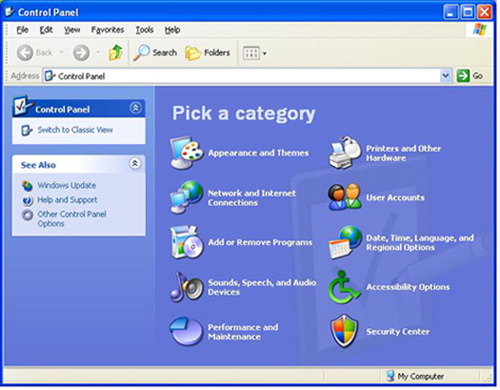 Control Panel
File Edit View Favorites Tools Help
Back Search Folders
Address Control Panel Go
Control Panel
Switch to Classic View
See Also
Windows Update
Help and Support
Other Control Panel
Options
Pick a category
Appearance and Themes
Printers and Other
Hardware
Network and Internet
Connections
User Accounts
Add or Remove Programs
Date, Time, Language, and
Regional Options
Sounds, Speech, and Audio
Devices
Accessibility Options
Performance and
Maintenance
Security Center
My Computer